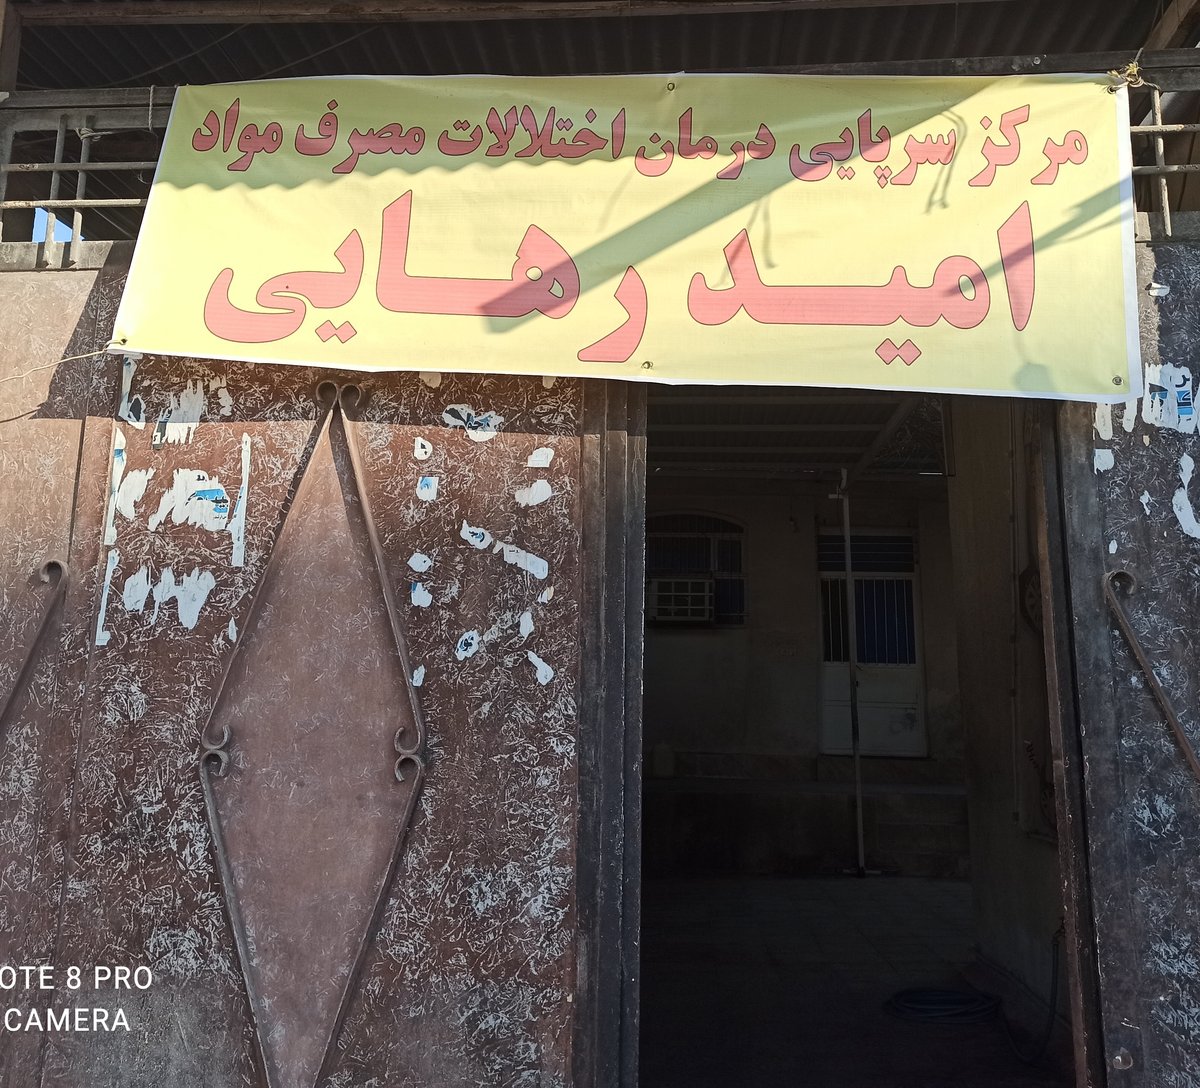 مرکز سرپایی درمان اختلالات مصرف مواد
امید رهایی
OTE 8 PRO
CAMERA